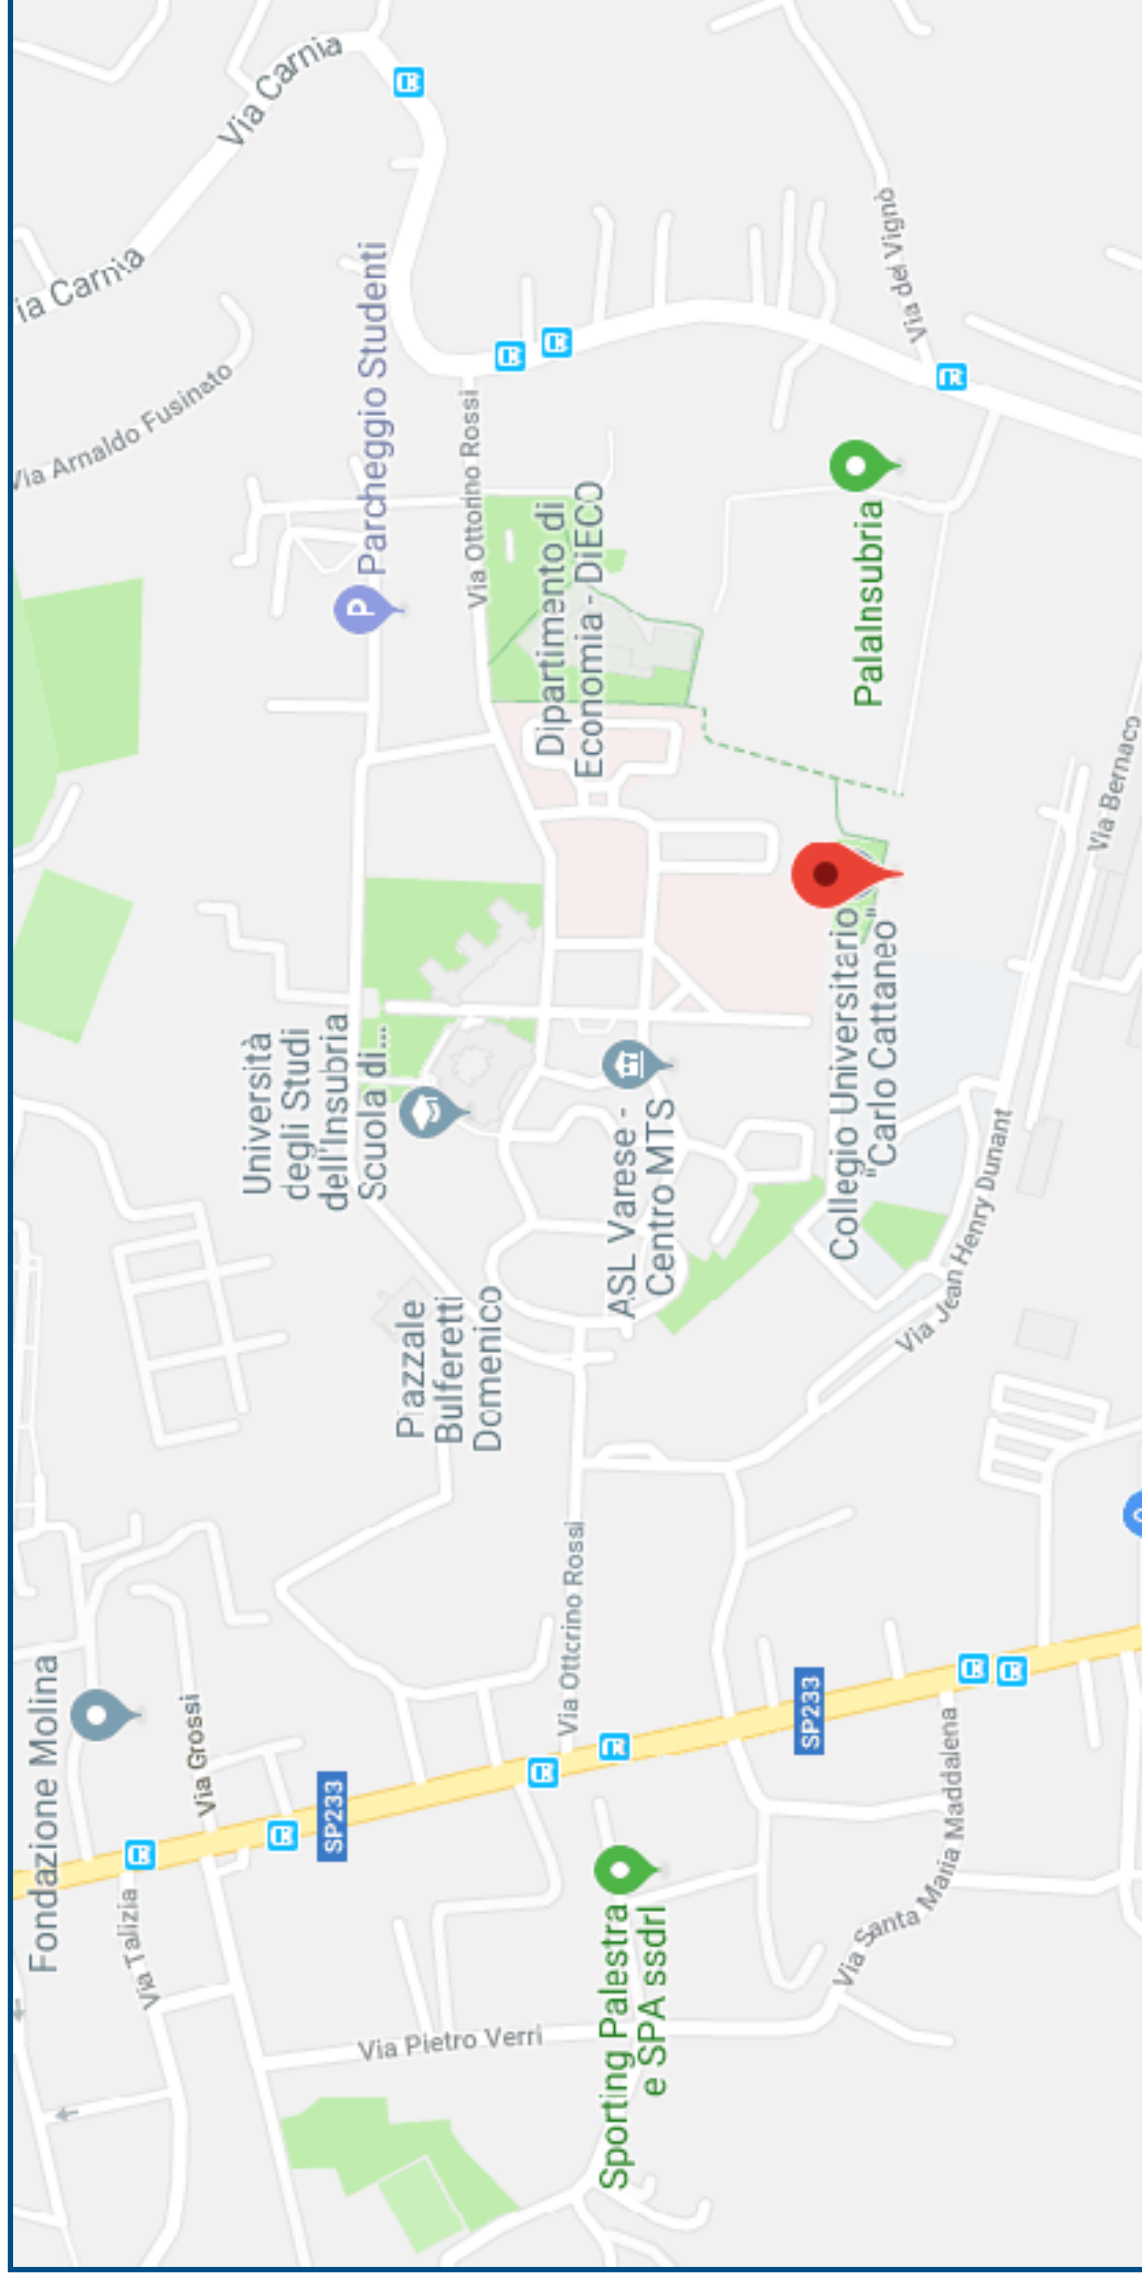 Fondazione Molina
ia Carnia
Via Arnaldo Fusinato
Via Talizia
Via Grossi
Via Carnia
Università
degli Studi
dell'Insubria
Scuola di...
SP233
P
Parcheggio Studenti
Piazzale
Bulferetti
Domenico
Via Pietro Verri
Via Ottorino Rossi
Dipartimento di
Economia - DiECO
Via Ottorino Rossi
ASL Varese -
Centro MTS
Sporting Palestra
e SPA ssdrl
SP233
Collegio Universitario
"Carlo Cattaneo"
PalaInsubria
Via del Vignò
Via Santa Maria Maddalena
Via Jean Henry Dunant
Via Bernaco